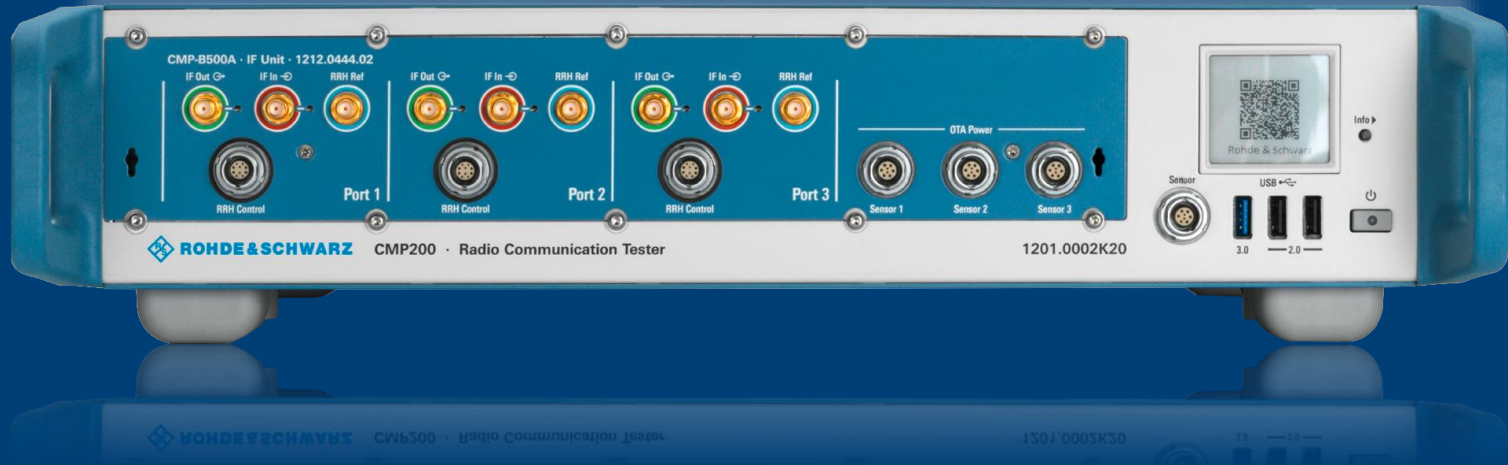 CMP-B500A · IF Unit · 1212.0444.02
IF Out IF In RRH Ref IF Out IF In RRH Ref IF Out IF In RRH Ref
OTA Power
Info
Rohde & Schwarz
RRH Control Port 1 RRH Control Port 2 RRH Control Port 3 Sensor 1 Sensor 2 Sensor 3
Sensor USB
3.0 2.0
R&S ROHDE&SCHWARZ CMP200 · Radio Communication Tester 1201.0002K20